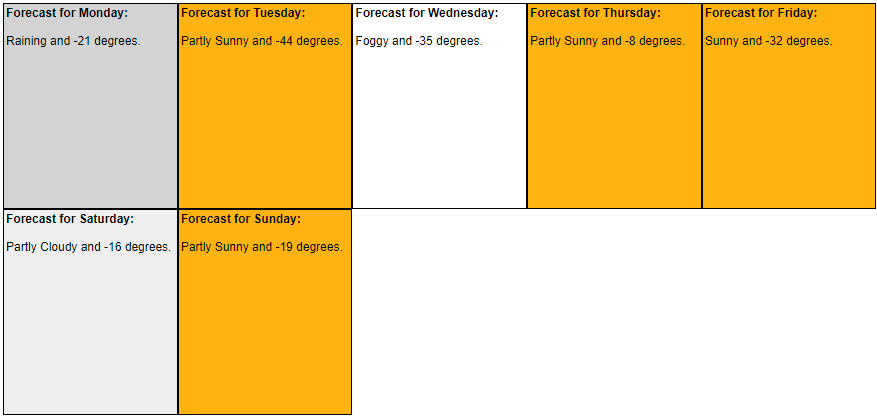 Forecast for Monday:
Raining and -21 degrees.
Forecast for Tuesday:
Partly Sunny and -44 degrees.
Forecast for Wednesday:
Foggy and -35 degrees.
Forecast for Thursday:
Partly Sunny and -8 degrees.
Forecast for Friday:
Sunny and -32 degrees.
Forecast for Saturday:
Partly Cloudy and -16 degrees.
Forecast for Sunday:
Partly Sunny and -19 degrees.